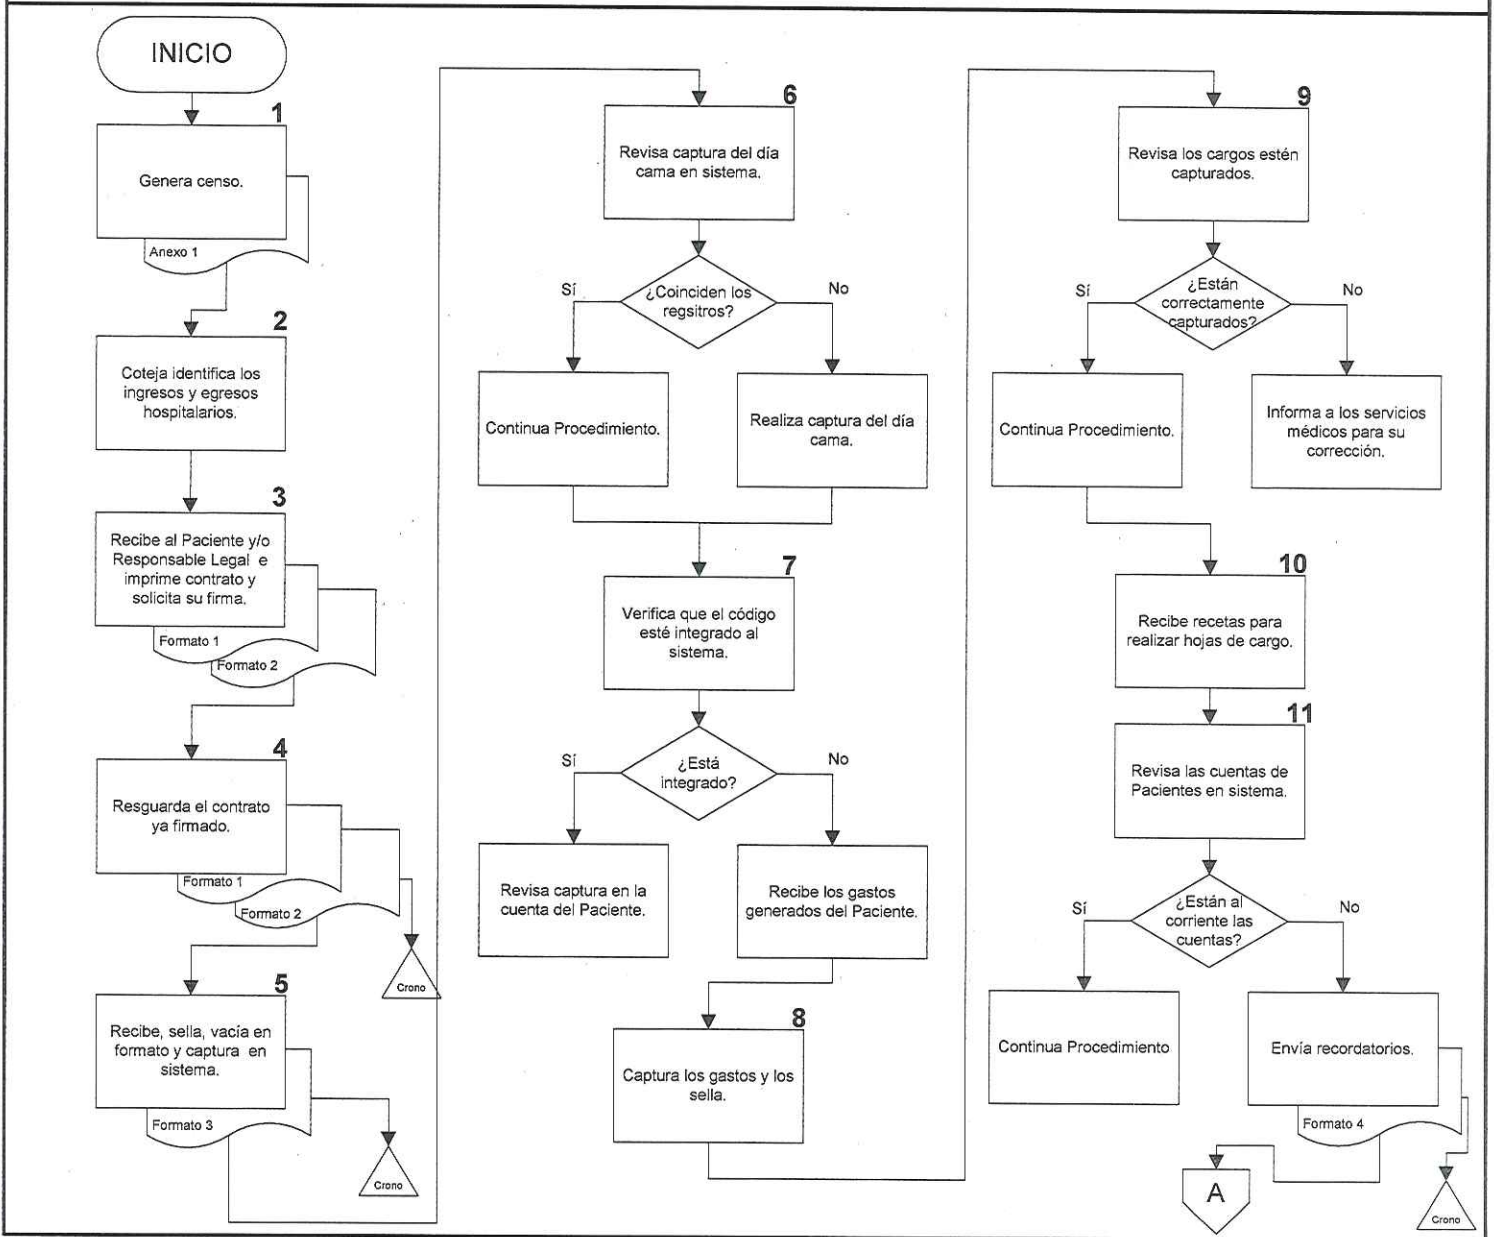 INICIO
1
Genera censo.
Anexo 1
2
Coteja identifica los
ingresos y egresos
hospitalarios.
3
Recibe al Paciente y/o
Responsable Legal e
imprime contrato y
solicita su firma.
Formato 1
Formato 2
4
Resguarda el contrato
ya firmado.
Formato 1
Formato 2
Crono
5
Recibe, sella, vacía en
formato y captura en
sistema.
Formato 3
Crono
6
Revisa captura del día
cama en sistema.
¿Coinciden los
regsitros?
Sí
No
Continua Procedimiento.
Realiza captura del día
cama.
7
Verifica que el código
esté integrado al
sistema.
¿Está
integrado?
Sí
No
Revisa captura en la
cuenta del Paciente.
Recibe los gastos
generados del Paciente.
8
Captura los gastos y los
sella.
9
Revisa los cargos estén
capturados.
¿Están
correctamente
capturados?
Sí
No
Continua Procedimiento.
Informa a los servicios
médicos para su
corrección.
10
Recibe recetas para
realizar hojas de cargo.
11
Revisa las cuentas de
Pacientes en sistema.
¿Están al
corriente las
cuentas?
Sí
No
Continua Procedimiento
Envía recordatorios.
Formato 4
A
Crono